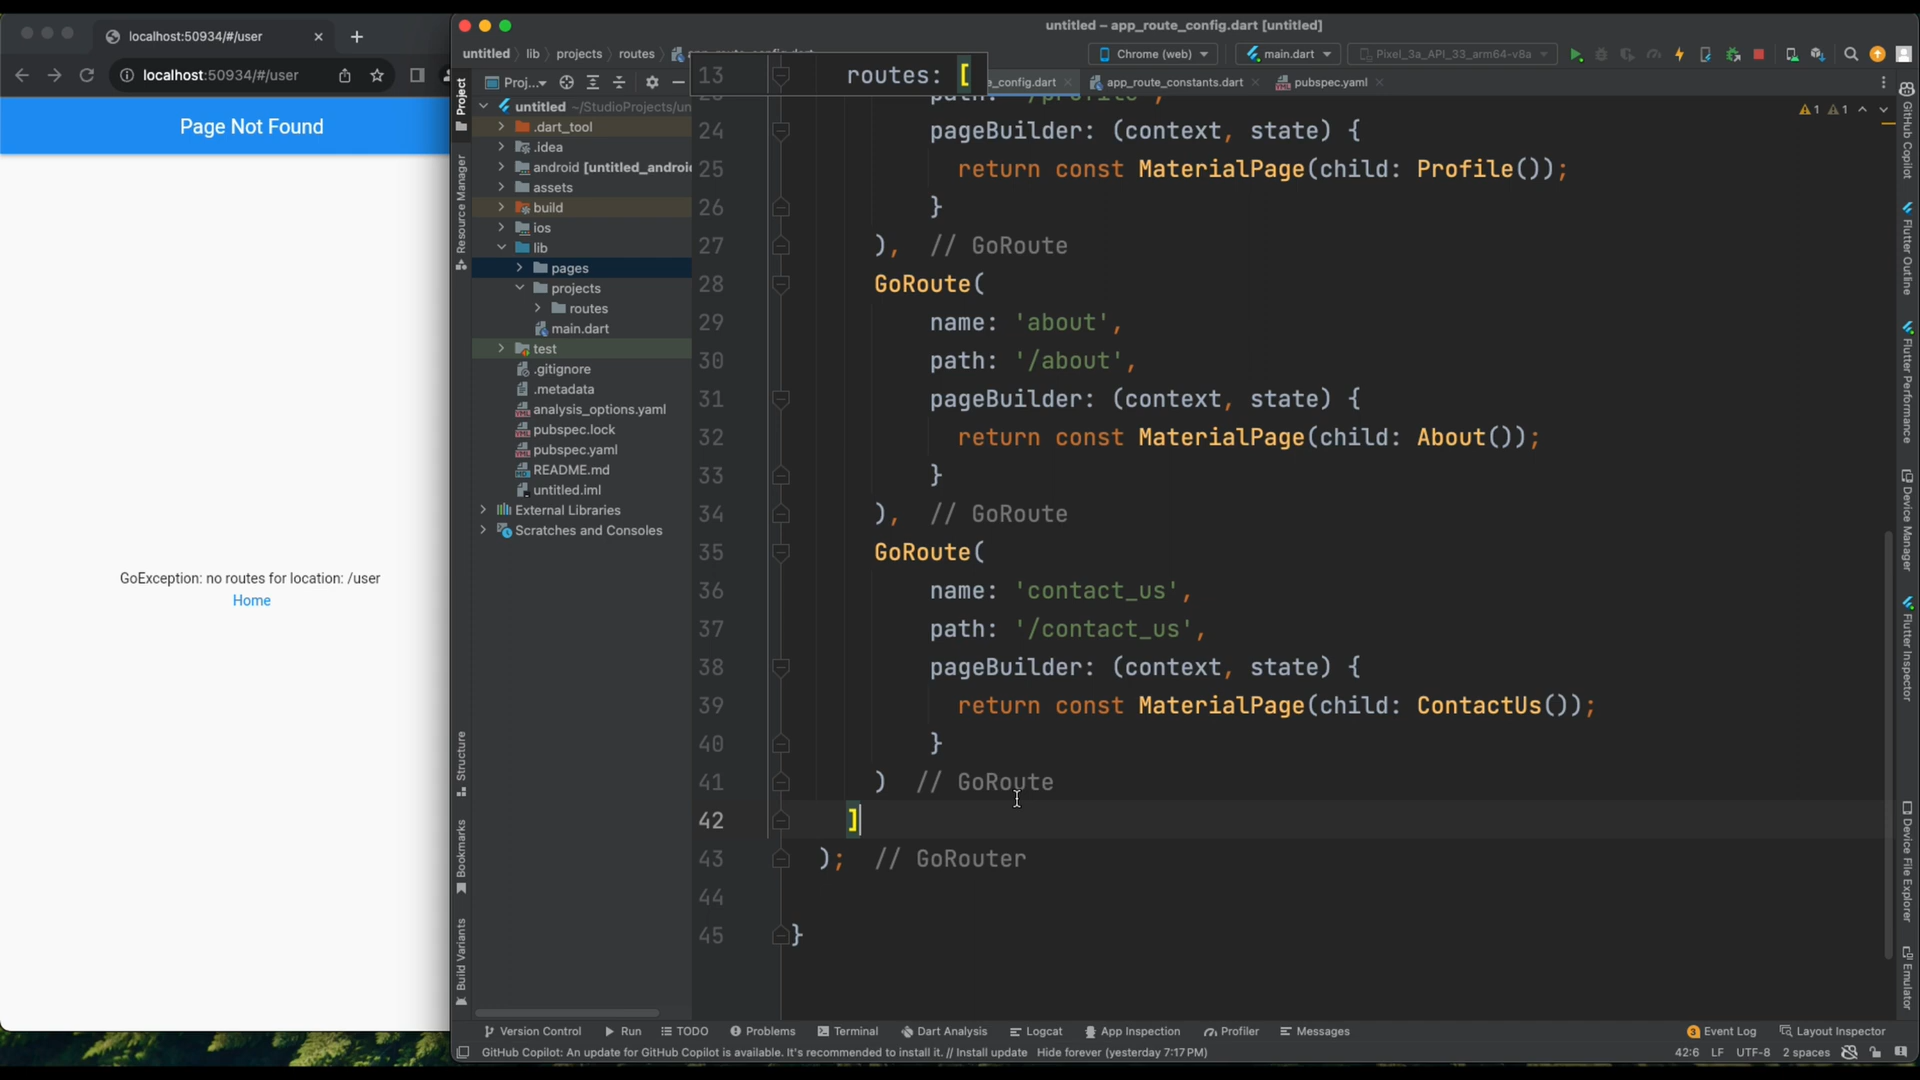 localhost:50934/#/user
localhost:50934/#/user
Page Not Found
GoException: no routes for location: /user
Home
untitled – app_route_config.dart [untitled]
untitled
lib
projects
routes
Chrome (web)
main.dart
Pixel_3a_API_33_arm64-v8a
Proj...
e_config.dart
app_route_constants.dart
pubspec.yaml
Project
Resource Manager
Structure
Bookmarks
Build Variants
untitled ~/StudioProjects/un
.dart_tool
.idea
android [untitled_androi
assets
build
ios
lib
pages
projects
routes
main.dart
test
.gitignore
.metadata
analysis_options.yaml
pubspec.lock
pubspec.yaml
README.md
untitled.iml
External Libraries
Scratches and Consoles
13 routes: [
path: '/profile',
24 pageBuilder: (context, state) {
25 return const MaterialPage(child: Profile());
26 }
27 ), // GoRoute
28 GoRoute(
29 name: 'about',
30 path: '/about',
31 pageBuilder: (context, state) {
32 return const MaterialPage(child: About());
33 }
34 ), // GoRoute
35 GoRoute(
36 name: 'contact_us',
37 path: '/contact_us',
38 pageBuilder: (context, state) {
39 return const MaterialPage(child: ContactUs());
40 }
41 ) // GoRoute
42 ]
43 ); // GoRouter
44
45 }
1 1
GitHub Copilot
Flutter Outline
Flutter Performance
Flutter Inspector
Device Manager
Device File Explorer
Emulator
Version Control
Run
TODO
Problems
Terminal
Dart Analysis
Logcat
App Inspection
Profiler
Messages
3 Event Log
Layout Inspector
GitHub Copilot: An update for GitHub Copilot is available. It's recommended to install it. // Install update Hide forever (yesterday 7:17 PM)
42:6 LF UTF-8 2 spaces